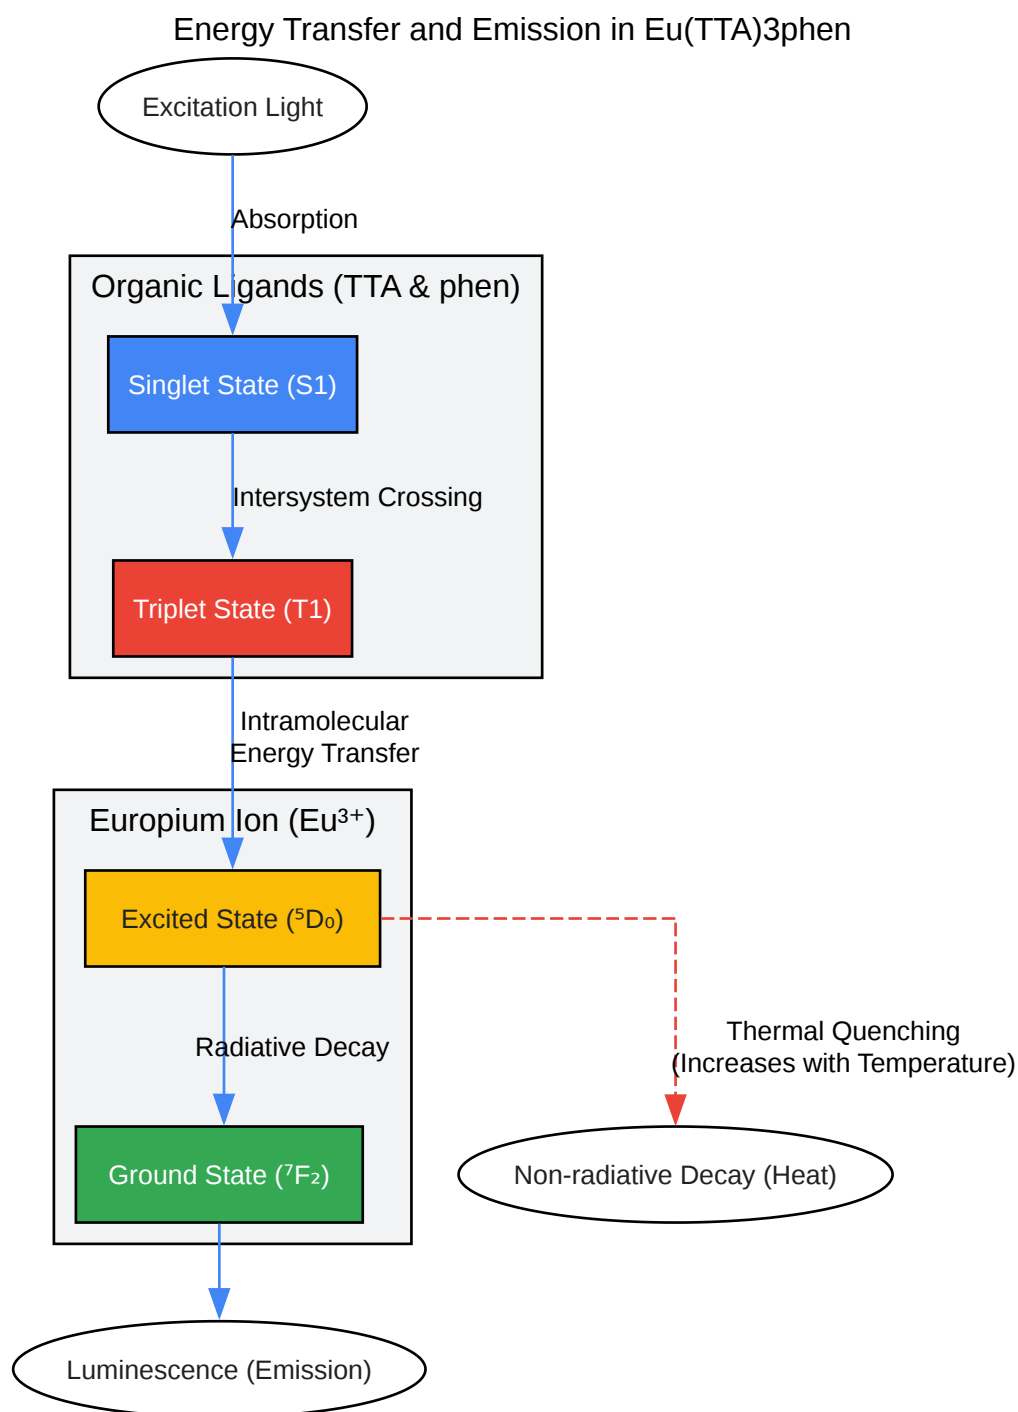 Energy Transfer and Emission in Eu(TTA)3phen
Excitation Light
Absorption
Organic Ligands (TTA & phen)
Singlet State (S1)
Intersystem Crossing
Triplet State (T1)
Intramolecular
Energy Transfer
Europium Ion (Eu³⁺)
Excited State (⁵D₀)
Thermal Quenching
(Increases with Temperature)
Radiative Decay
Ground State (⁷F₂)
Non-radiative Decay (Heat)
Luminescence (Emission)